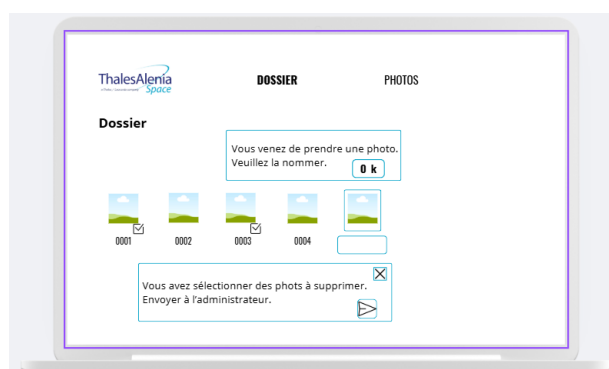 ThalesAlenia
Space
DOSSIER
PHOTOS
Dossier
Vous venez de prendre une photo.
Veuillez la nommer.
Ok
0001
0002
0003
0004
Vous avez sélectionner des phots à supprimer.
Envoyer à l'administrateur.